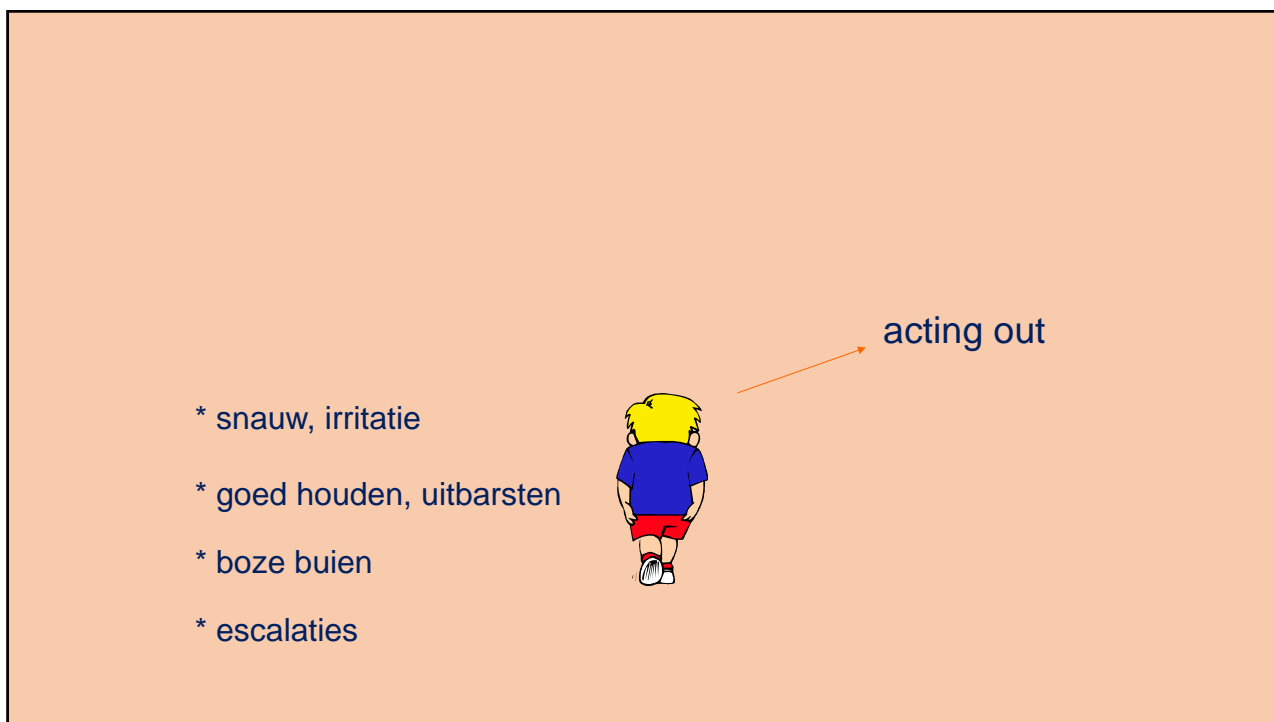 acting out
* snauw, irritatie
* goed houden, uitbarsten
* boze buien
* escalaties